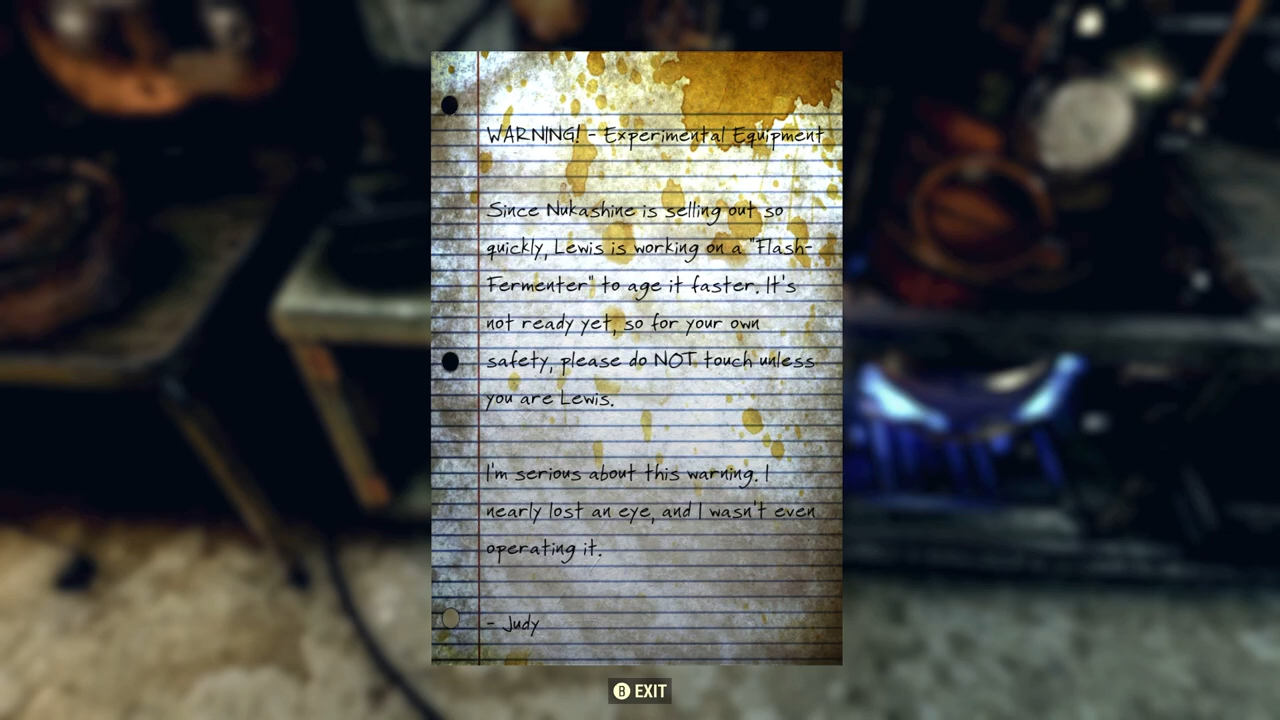 WARNING! - Experimental Equipment
Since Nukashine is selling out so
quickly, Lewis is working on a "Flash-
Fermenter" to age it faster. It's
not ready yet, so for your own
safety, please do NOT touch unless
you are Lewis.
I'm serious about this warning. I
nearly lost an eye, and I wasn't even
operating it.
- Judy
B EXIT